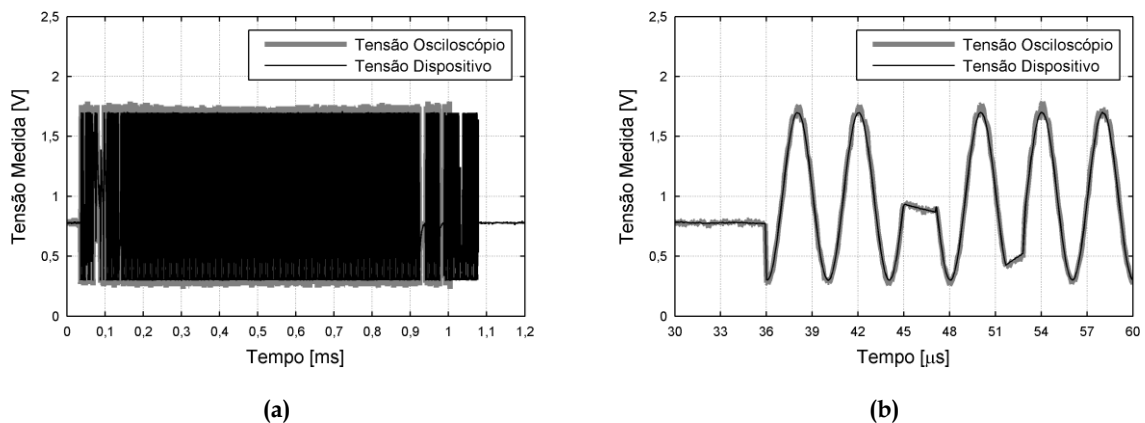 2,5
2
1,5
1
0,5
0
Tensão Medida [V]
Tensão Osciloscópio
Tensão Dispositivo
0 0,1 0,2 0,3 0,4 0,5 0,6 0,7 0,8 0,9 1 1,1 1,2
Tempo [ms]
(a)
2,5
2
1,5
1
0,5
0
Tensão Medida [V]
Tensão Osciloscópio
Tensão Dispositivo
30 33 36 39 42 45 48 51 54 57 60
Tempo [μs]
(b)